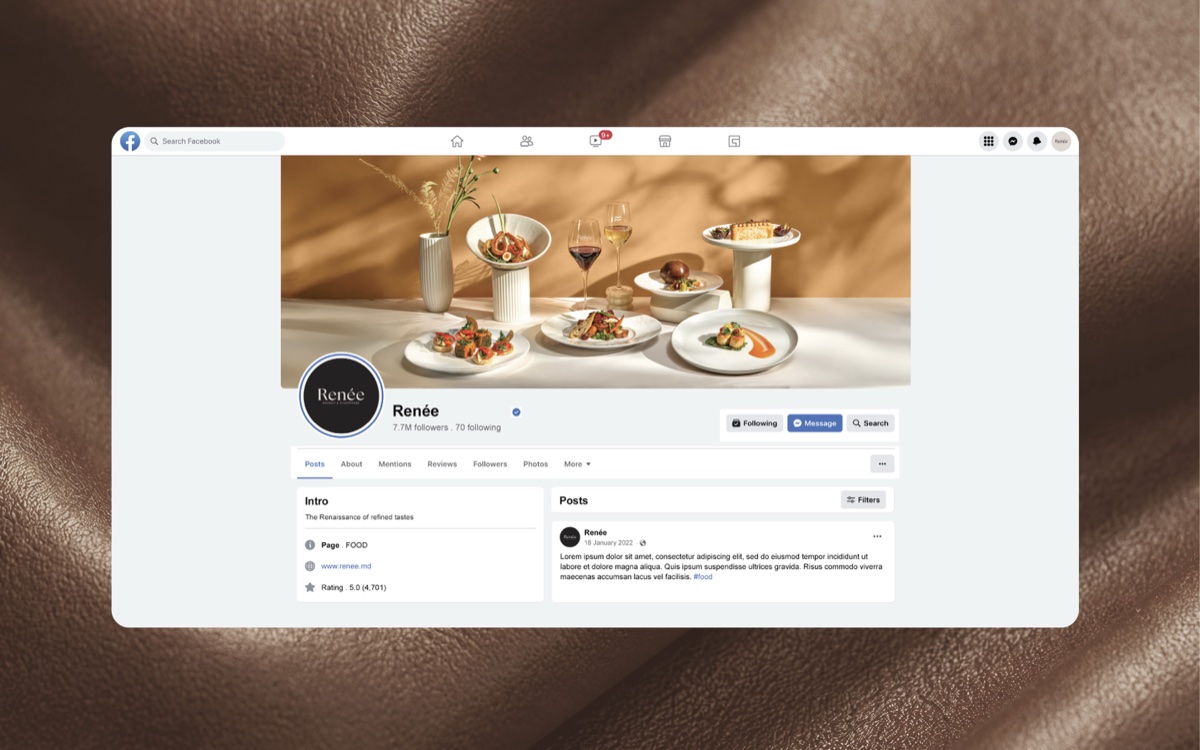 Search Facebook
9+
Renée
Renée
Renée
7.7M followers . 70 following
Following
Message
Search
Posts
About
Mentions
Reviews
Followers
Photos
More
Intro
The Renaissance of refined tastes
Page . FOOD
www.renee.md
Rating . 5.0 (4,701)
Posts
Filters
Renée
Renée
18 January 2022 .
Lorem ipsum dolor sit amet, consectetur adipiscing elit, sed do eiusmod tempor incididunt ut
labore et dolore magna aliqua. Quis ipsum suspendisse ultrices gravida. Risus commodo viverra
maecenas accumsan lacus vel facilisis. #food